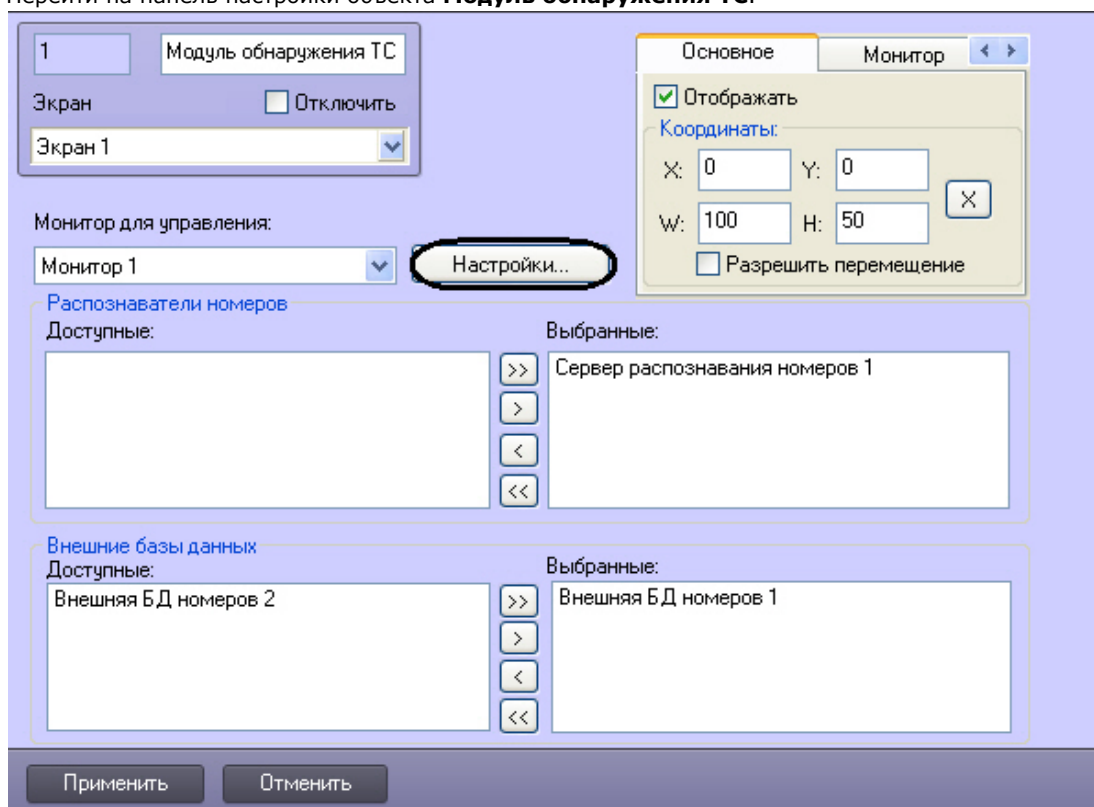 Перейти на панель настройки объекта Модуль обнаружения ТС.
1 Модуль обнаружения ТС
Экран Отключить
Экран 1
Основное Монитор
Отображать
Координаты:
X: 0 Y: 0
X
W: 100 H: 50
Разрешить перемещение
Монитор для управления:
Монитор 1 Настройки...
Распознаватели номеров
Доступные: Выбранные:
Сервер распознавания номеров 1
>>
>
<
<<
Внешние базы данных
Доступные: Выбранные:
Внешняя БД номеров 2 >> Внешняя БД номеров 1
>
<
<<
Применить Отменить